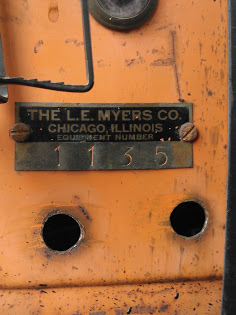 THE L.E. MYERS CO.
CHICAGO, ILLINOIS
EQUIPMENT NUMBER
1135